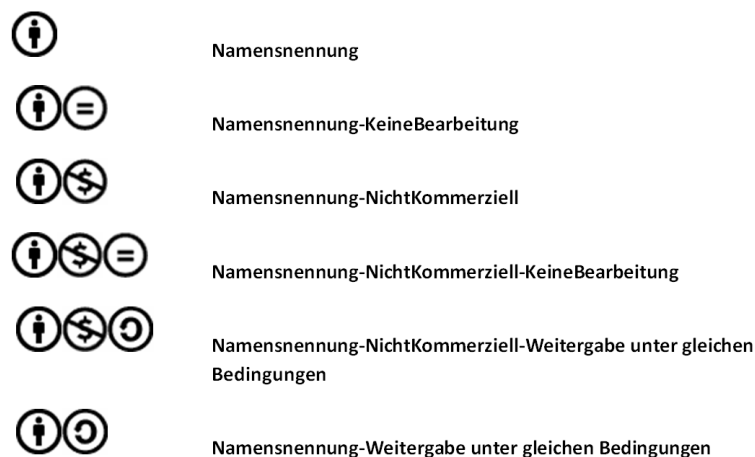 Namensnennung
Namensnennung-KeineBearbeitung
Namensnennung-NichtKommerziell
Namensnennung-NichtKommerziell-KeineBearbeitung
Namensnennung-NichtKommerziell-Weitergabe unter gleichen
Bedingungen
Namensnennung-Weitergabe unter gleichen Bedingungen